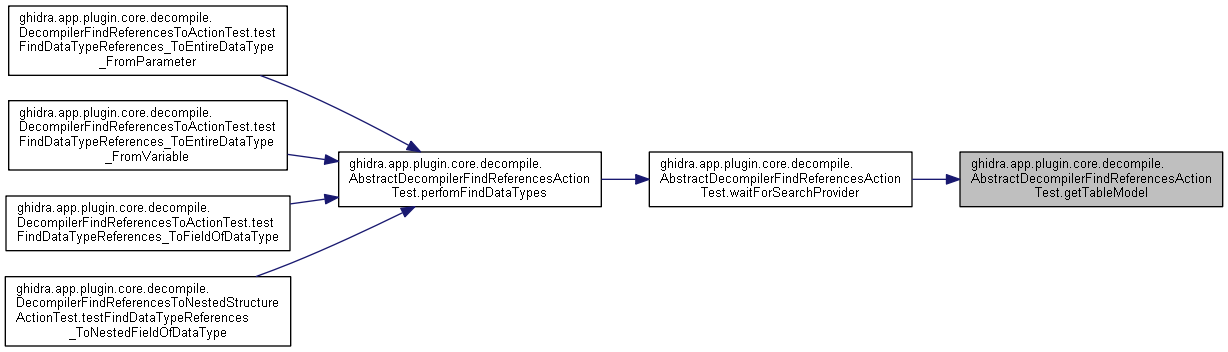 ghidra.app.plugin.core.decompile.
DecompilerFindReferencesToActionTest.test
FindDataTypeReferences_ToEntireDataType
_FromParameter
ghidra.app.plugin.core.decompile.
DecompilerFindReferencesToActionTest.test
FindDataTypeReferences_ToEntireDataType
_FromVariable
ghidra.app.plugin.core.decompile.
DecompilerFindReferencesToActionTest.test
FindDataTypeReferences_ToFieldOfDataType
ghidra.app.plugin.core.decompile.
DecompilerFindReferencesToNestedStructure
ActionTest.testFindDataTypeReferences
_ToNestedFieldOfDataType
ghidra.app.plugin.core.decompile.
AbstractDecompilerFindReferencesAction
Test.perfomFindDataTypes
ghidra.app.plugin.core.decompile.
AbstractDecompilerFindReferencesAction
Test.waitForSearchProvider
ghidra.app.plugin.core.decompile.
AbstractDecompilerFindReferencesAction
Test.getTableModel